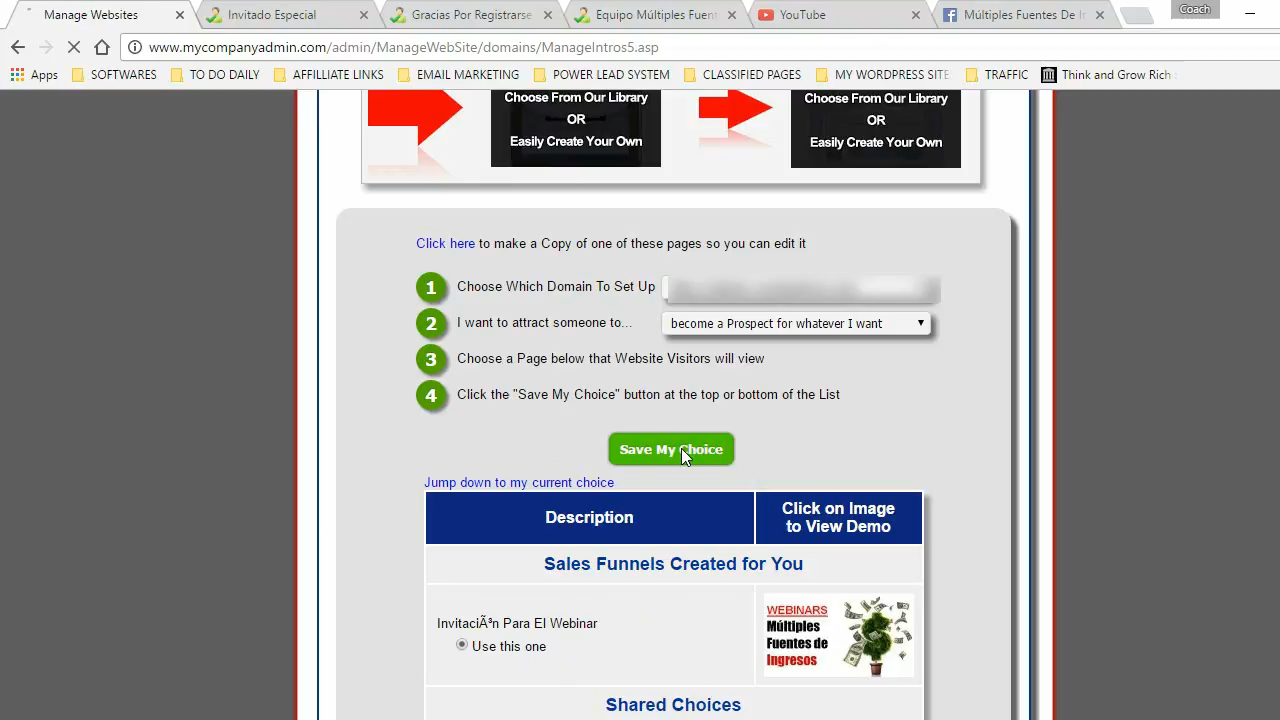 Manage Websites
Invitado Especial
Gracias Por Registrarse
Equipo Múltiples Fuent
YouTube
Múltiples Fuentes De I
Coach
www.mycompanyadmin.com/admin/ManageWebSite/domains/ManageIntros5.asp
Apps
SOFTWARES
TO DO DAILY
AFFILLIATE LINKS
EMAIL MARKETING
POWER LEAD SYSTEM
CLASSIFIED PAGES
MY WORDPRESS SITE
TRAFFIC
Think and Grow Rich
Choose From Our Library
OR
Easily Create Your Own
Choose From Our Library
OR
Easily Create Your Own
Click here to make a Copy of one of these pages so you can edit it
1 Choose Which Domain To Set Up
2 I want to attract someone to... become a Prospect for whatever I want
3 Choose a Page below that Website Visitors will view
4 Click the "Save My Choice" button at the top or bottom of the List
Save My Choice
Jump down to my current choice
Description
Click on Image
to View Demo
Sales Funnels Created for You
InvitaciÃ³n Para El Webinar
Use this one
WEBINARS
Múltiples
Fuentes de
Ingresos
Shared Choices